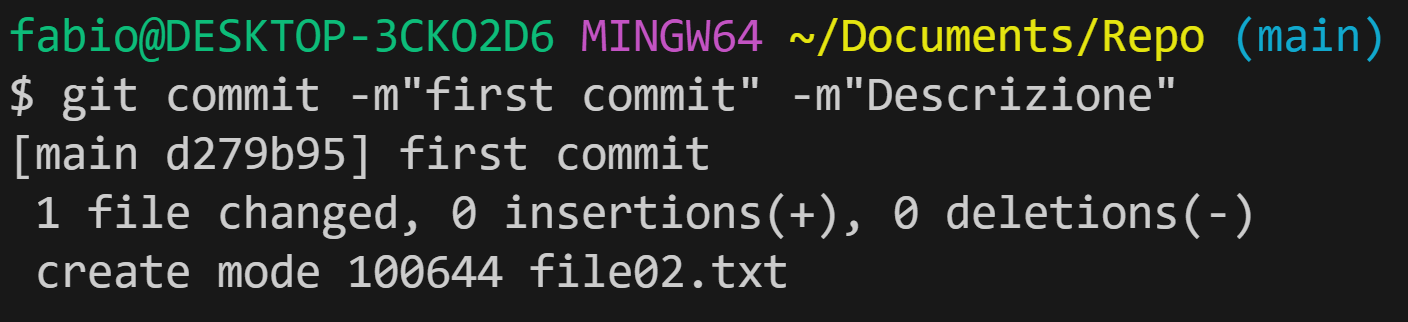 fabio@DESKTOP-3CKO2D6 MINGW64 ~/Documents/Repo (main)
$ git commit -m"first commit" -m"Descrizione"
[main d279b95] first commit
 1 file changed, 0 insertions(+), 0 deletions(-)
 create mode 100644 file02.txt